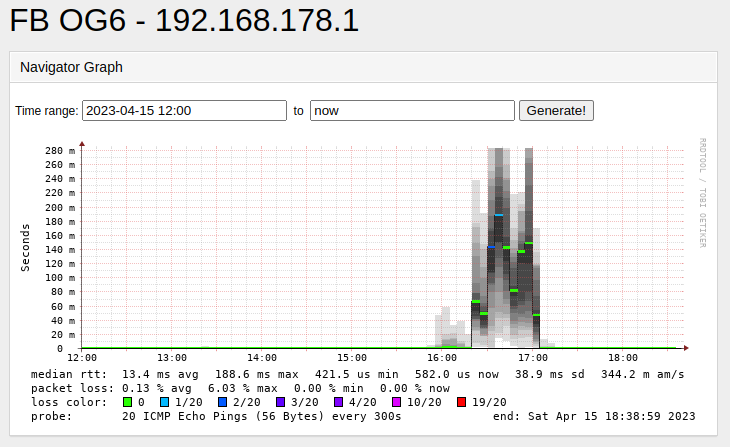 FB OG6 - 192.168.178.1
Navigator Graph
Time range: 2023-04-15 12:00 to now Generate!
RRDTOOL / TOBI OETIKER
Seconds
280 m
260 m
240 m
220 m
200 m
180 m
160 m
140 m
120 m
100 m
80 m
60 m
40 m
20 m
0
12:00 13:00 14:00 15:00 16:00 17:00 18:00
median rtt: 13.4 ms avg 188.6 ms max 421.5 us min 582.0 us now 38.9 ms sd 344.2 m am/s
packet loss: 0.13 % avg 6.03 % max 0.00 % min 0.00 % now
loss color: 0 1/20 2/20 3/20 4/20 10/20 19/20
probe: 20 ICMP Echo Pings (56 Bytes) every 300s end: Sat Apr 15 18:38:59 2023